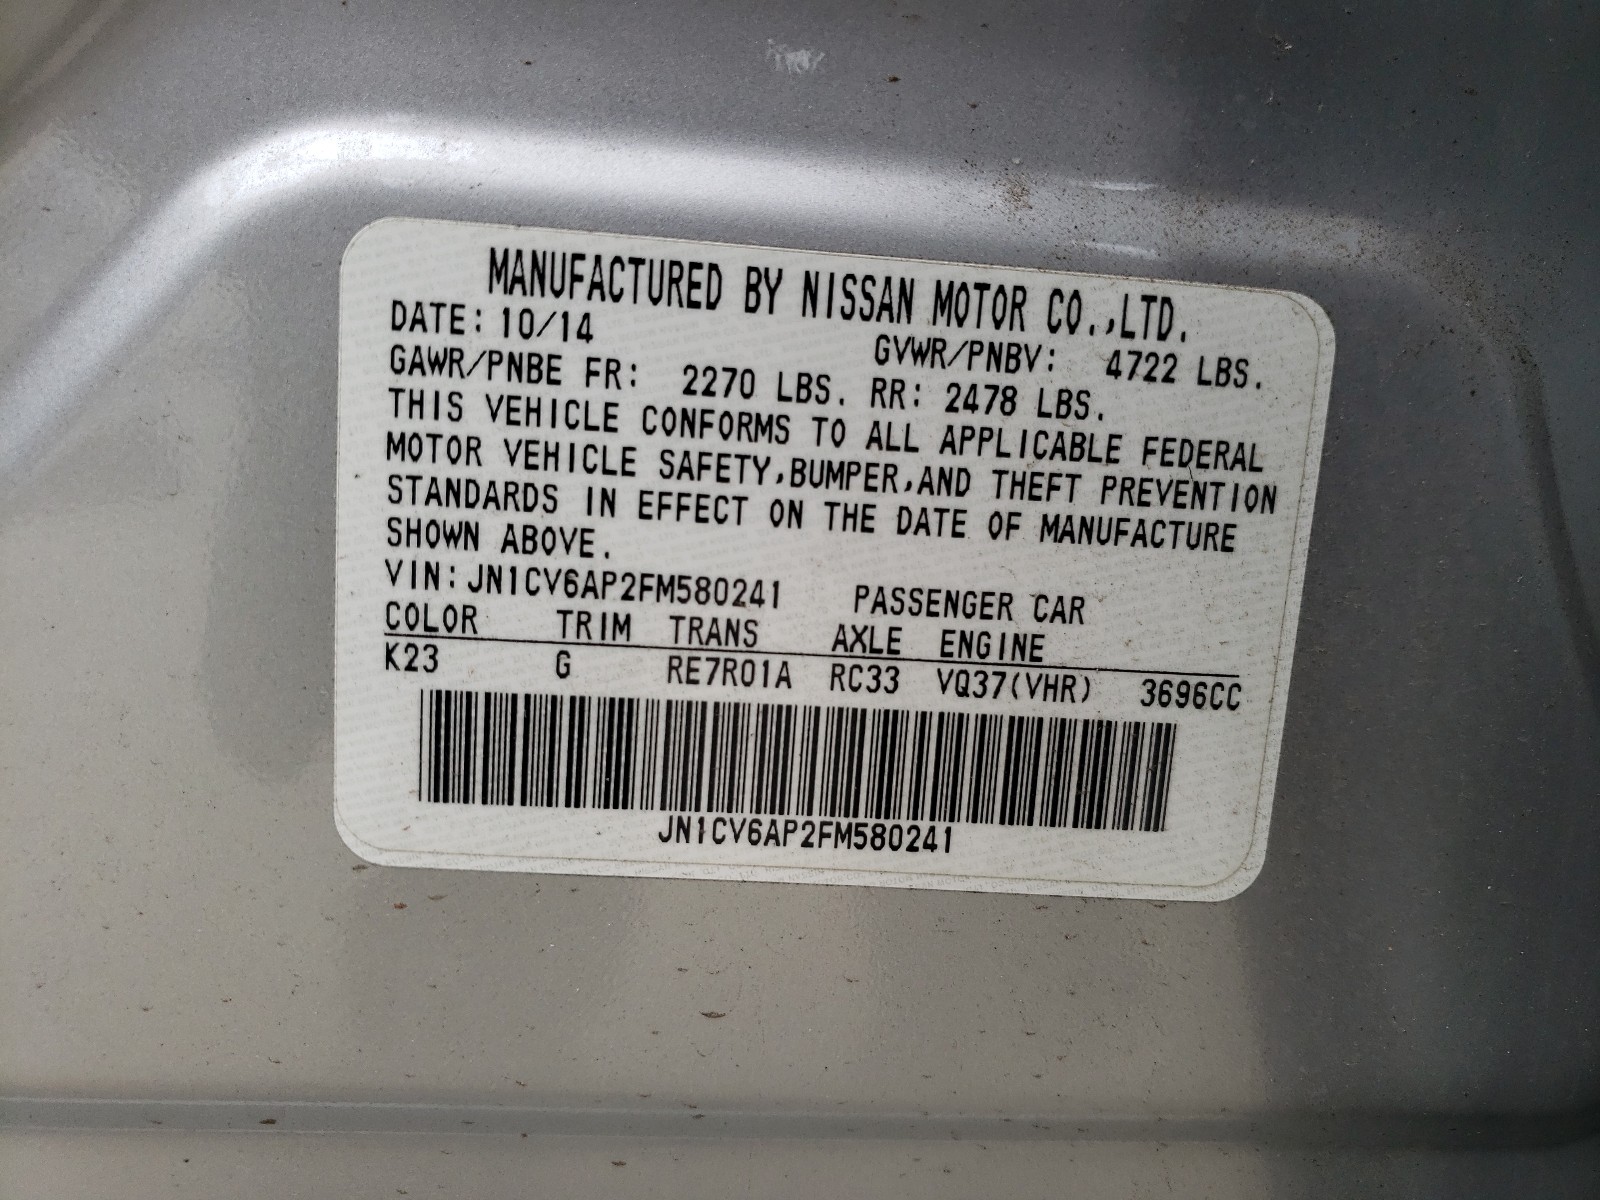 MANUFACTURED BY NISSAN MOTOR CO.,LTD.
DATE: 10/14 GVWR/PNBV: 4722 LBS.
GAWR/PNBE FR: 2270 LBS. RR: 2478 LBS.
THIS VEHICLE CONFORMS TO ALL APPLICABLE FEDERAL
MOTOR VEHICLE SAFETY,BUMPER,AND THEFT PREVENTION
STANDARDS IN EFFECT ON THE DATE OF MANUFACTURE
SHOWN ABOVE.
VIN: JN1CV6AP2FM580241 PASSENGER CAR
COLOR TRIM TRANS AXLE ENGINE
K23 G RE7R01A RC33 VQ37(VHR) 3696CC
JN1CV6AP2FM580241